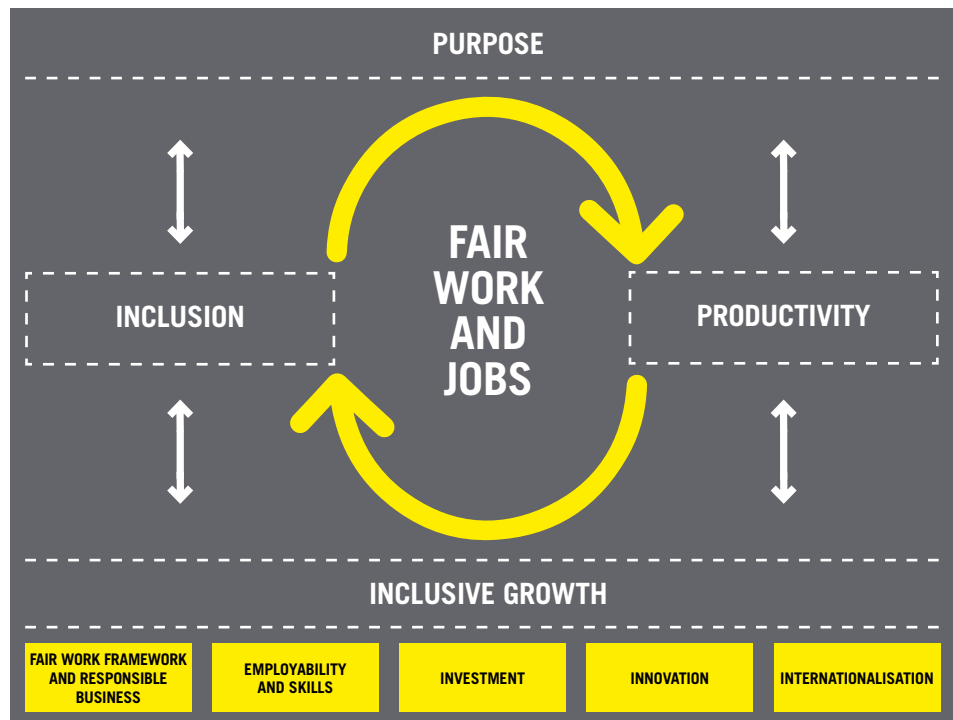 PURPOSE
INCLUSION
FAIR
WORK
AND
JOBS
PRODUCTIVITY
INCLUSIVE GROWTH
FAIR WORK FRAMEWORK
AND RESPONSIBLE
BUSINESS
EMPLOYABILITY
AND SKILLS
INVESTMENT
INNOVATION
INTERNATIONALISATION